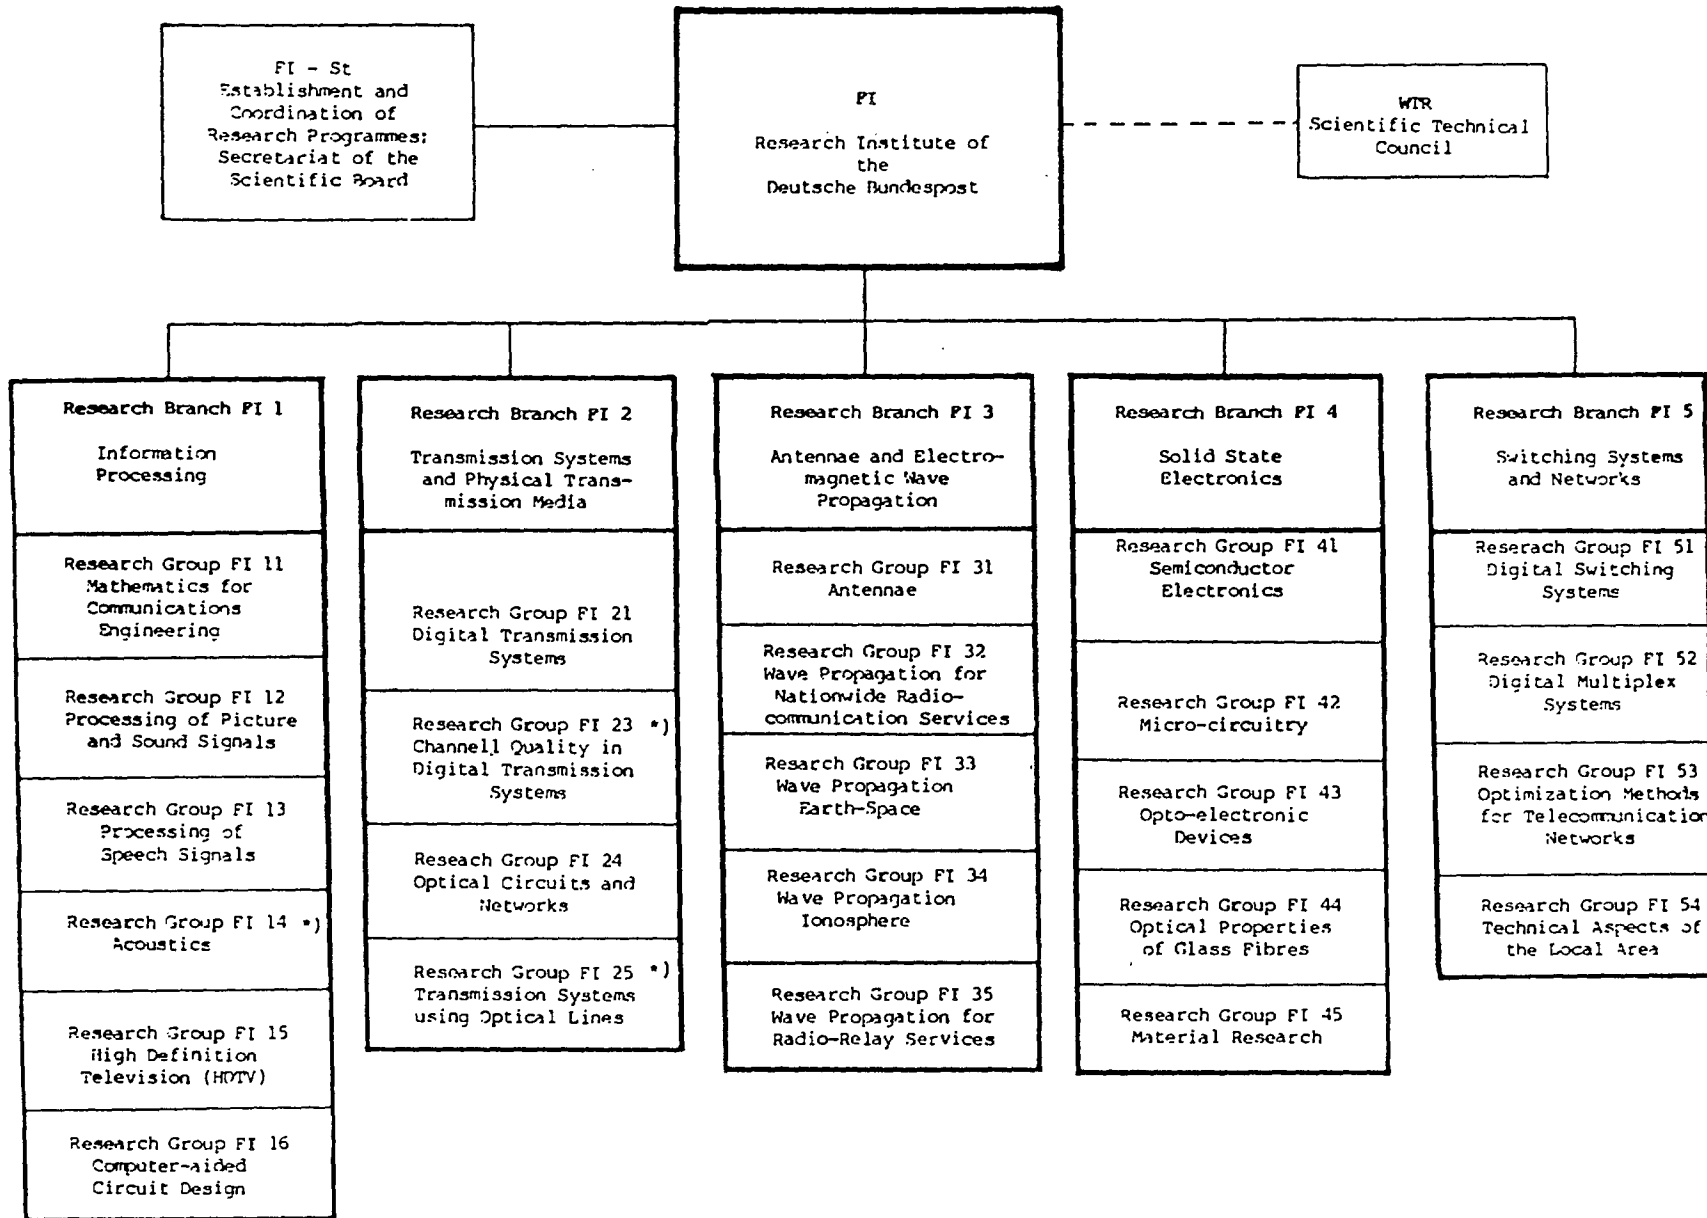 FI - St
Establishment and
Coordination of
Research Programmes:
Secretariat of the
Scientific Board
FI
Research Institute of
the
Deutsche Bundespost
WTR
Scientific Technical
Council
Research Branch FI 1
Information
Processing
Research Group FI 11
Mathematics for
Communications
Engineering
Research Group FI 12
Processing of Picture
and Sound Signals
Research Group FI 13
Processing of
Speech Signals
Research Group FI 14 *)
Acoustics
Research Group FI 15
High Definition
Television (HDTV)
Research Group FI 16
Computer-aided
Circuit Design
Research Branch FI 2
Transmission Systems
and Physical Trans-
mission Media
Research Group FI 21
Digital Transmission
Systems
Research Group FI 23 *)
Channell Quality in
Digital Transmission
Systems
Reseach Group FI 24
Optical Circuits and
Networks
Research Group FI 25 *)
Transmission Systems
using Optical Lines
Research Branch FI 3
Antennae and Electro-
magnetic Wave
Propagation
Research Group FI 31
Antennae
Research Group FI 32
Wave Propagation for
Nationwide Radio-
communication Services
Resarch Group FI 33
Wave Propagation
Earth-Space
Research Group FI 34
Wave Propagation
Ionosphere
Research Group FI 35
Wave Propagation for
Radio-Relay Services
Research Branch FI 4
Solid State
Electronics
Research Group FI 41
Semiconductor
Electronics
Research Group FI 42
Micro-circuitry
Research Group FI 43
Opto-electronic
Devices
Research Group FI 44
Optical Properties
of Glass Fibres
Research Group FI 45
Material Research
Research Branch FI 5
Switching Systems
and Networks
Reserach Group FI 51
Digital Switching
Systems
Research Group FI 52
Digital Multiplex
Systems
Research Group FI 53
Optimization Methods
for Telecommunication
Networks
Research Group FI 54
Technical Aspects of
the Local Area